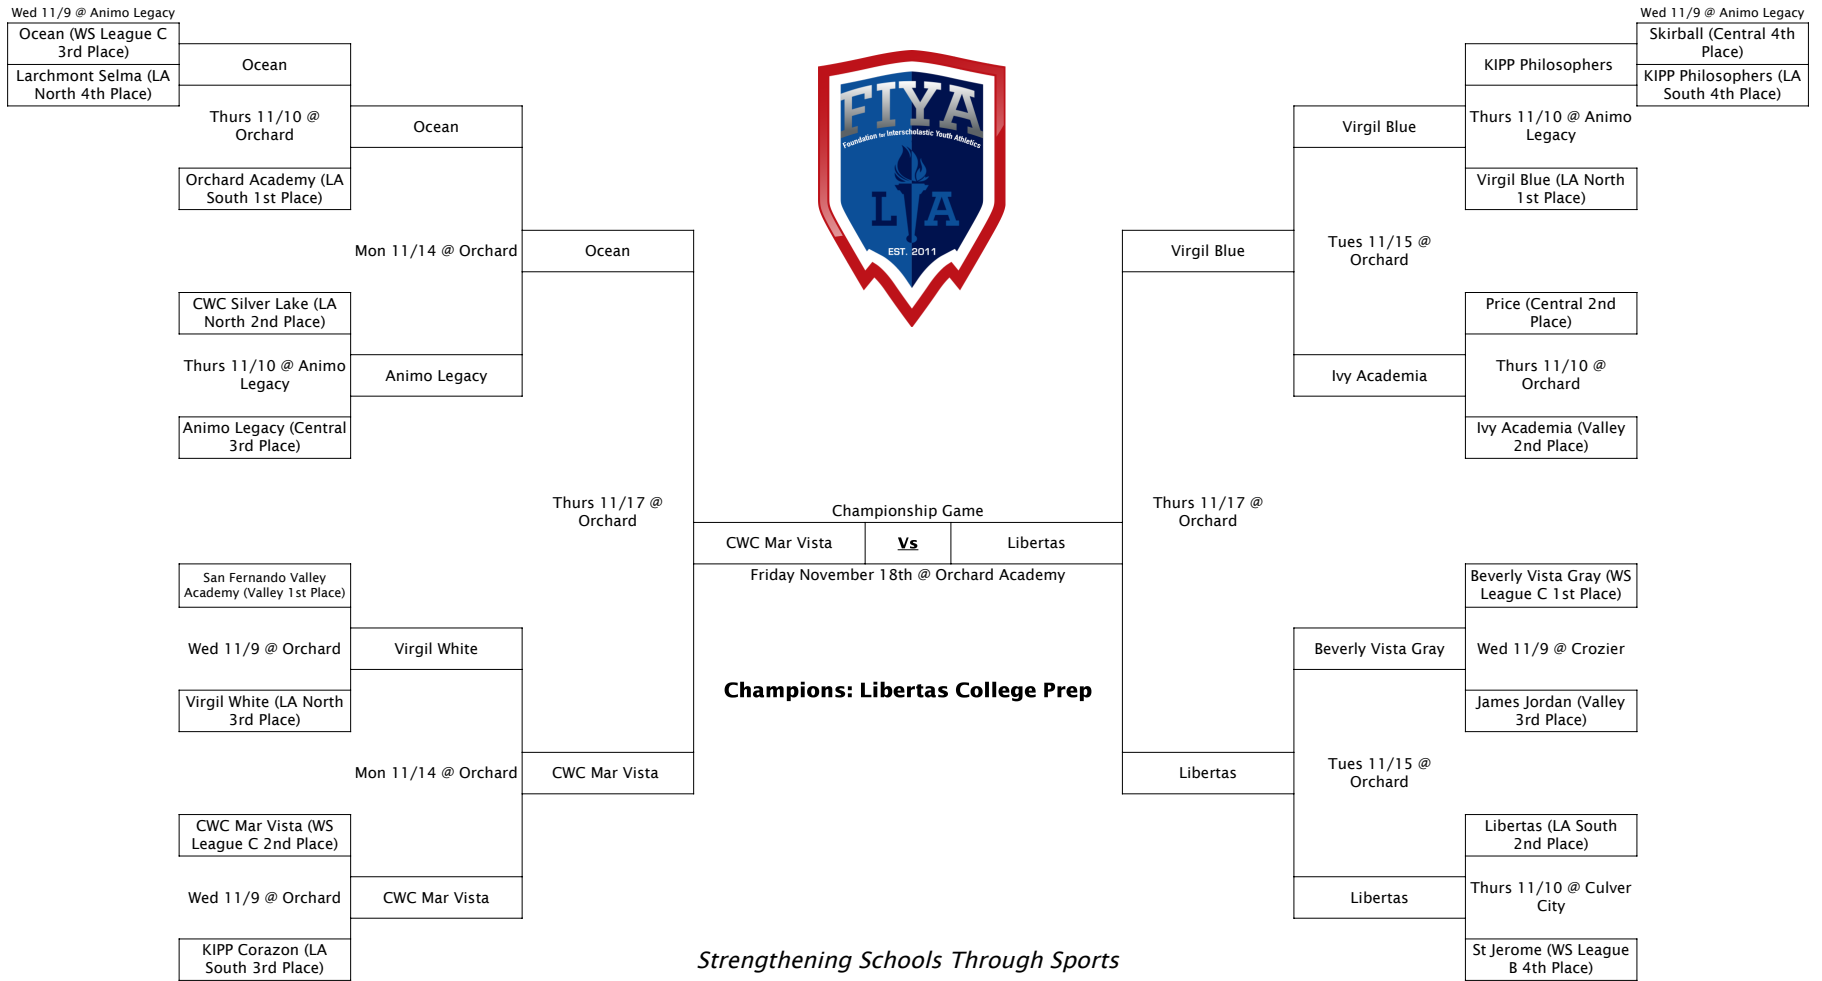 Wed 11/9 @ Animo Legacy
Ocean (WS League C
3rd Place)
Larchmont Selma (LA
North 4th Place)
Ocean
Thurs 11/10 @
Orchard
Orchard Academy (LA
South 1st Place)
Ocean
Mon 11/14 @ Orchard
CWC Silver Lake (LA
North 2nd Place)
Thurs 11/10 @ Animo
Legacy
Animo Legacy (Central
3rd Place)
Animo Legacy
Ocean
Thurs 11/17 @
Orchard
San Fernando Valley
Academy (Valley 1st Place)
Wed 11/9 @ Orchard
Virgil White (LA North
3rd Place)
Virgil White
Mon 11/14 @ Orchard
CWC Mar Vista
CWC Mar Vista (WS
League C 2nd Place)
Wed 11/9 @ Orchard
CWC Mar Vista
KIPP Corazon (LA
South 3rd Place)
FIYA
Foundation for Interscholastic Youth Athletics
L A
EST. 2011
Championship Game
CWC Mar Vista
Vs
Libertas
Friday November 18th @ Orchard Academy
Champions: Libertas College Prep
Strengthening Schools Through Sports
Wed 11/9 @ Animo Legacy
Skirball (Central 4th
Place)
KIPP Philosophers (LA
South 4th Place)
KIPP Philosophers
Thurs 11/10 @ Animo
Legacy
Virgil Blue (LA North
1st Place)
Virgil Blue
Tues 11/15 @
Orchard
Virgil Blue
Price (Central 2nd
Place)
Thurs 11/10 @
Orchard
Ivy Academia (Valley
2nd Place)
Ivy Academia
Thurs 11/17 @
Orchard
Beverly Vista Gray (WS
League C 1st Place)
Wed 11/9 @ Crozier
James Jordan (Valley
3rd Place)
Beverly Vista Gray
Tues 11/15 @
Orchard
Libertas
Libertas (LA South
2nd Place)
Thurs 11/10 @ Culver
City
St Jerome (WS League
B 4th Place)
Libertas